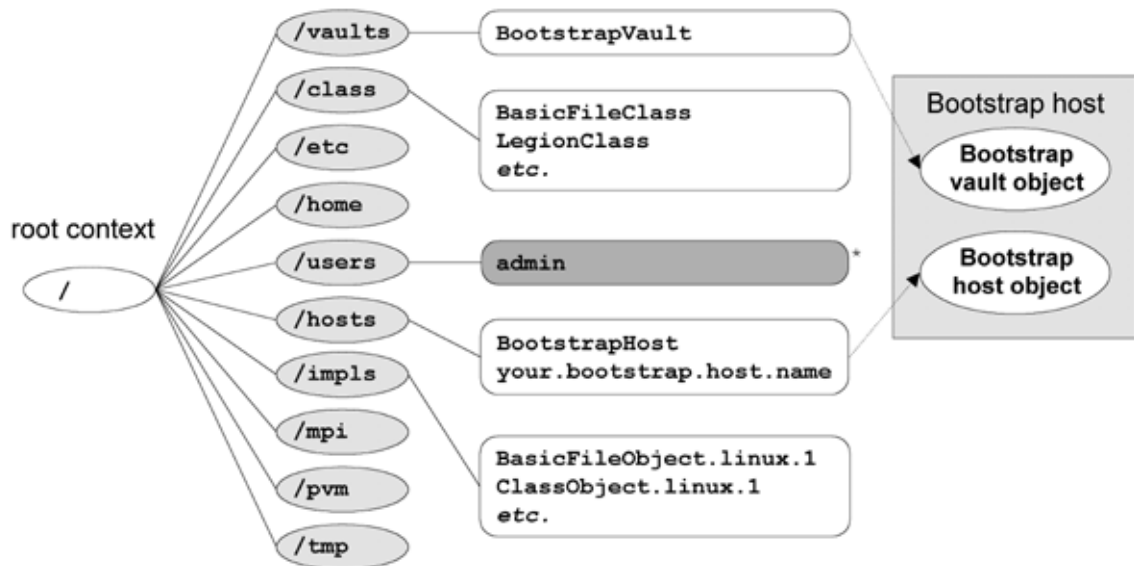 root context
/
/vaults
/class
/etc
/home
/users
/hosts
/impls
/mpi
/pvm
/tmp
BootstrapVault
BasicFileClass
LegionClass
etc.
admin
*
BootstrapHost
your.bootstrap.host.name
BasicFileObject.linux.1
ClassObject.linux.1
etc.
Bootstrap host
Bootstrap
vault object
Bootstrap
host object